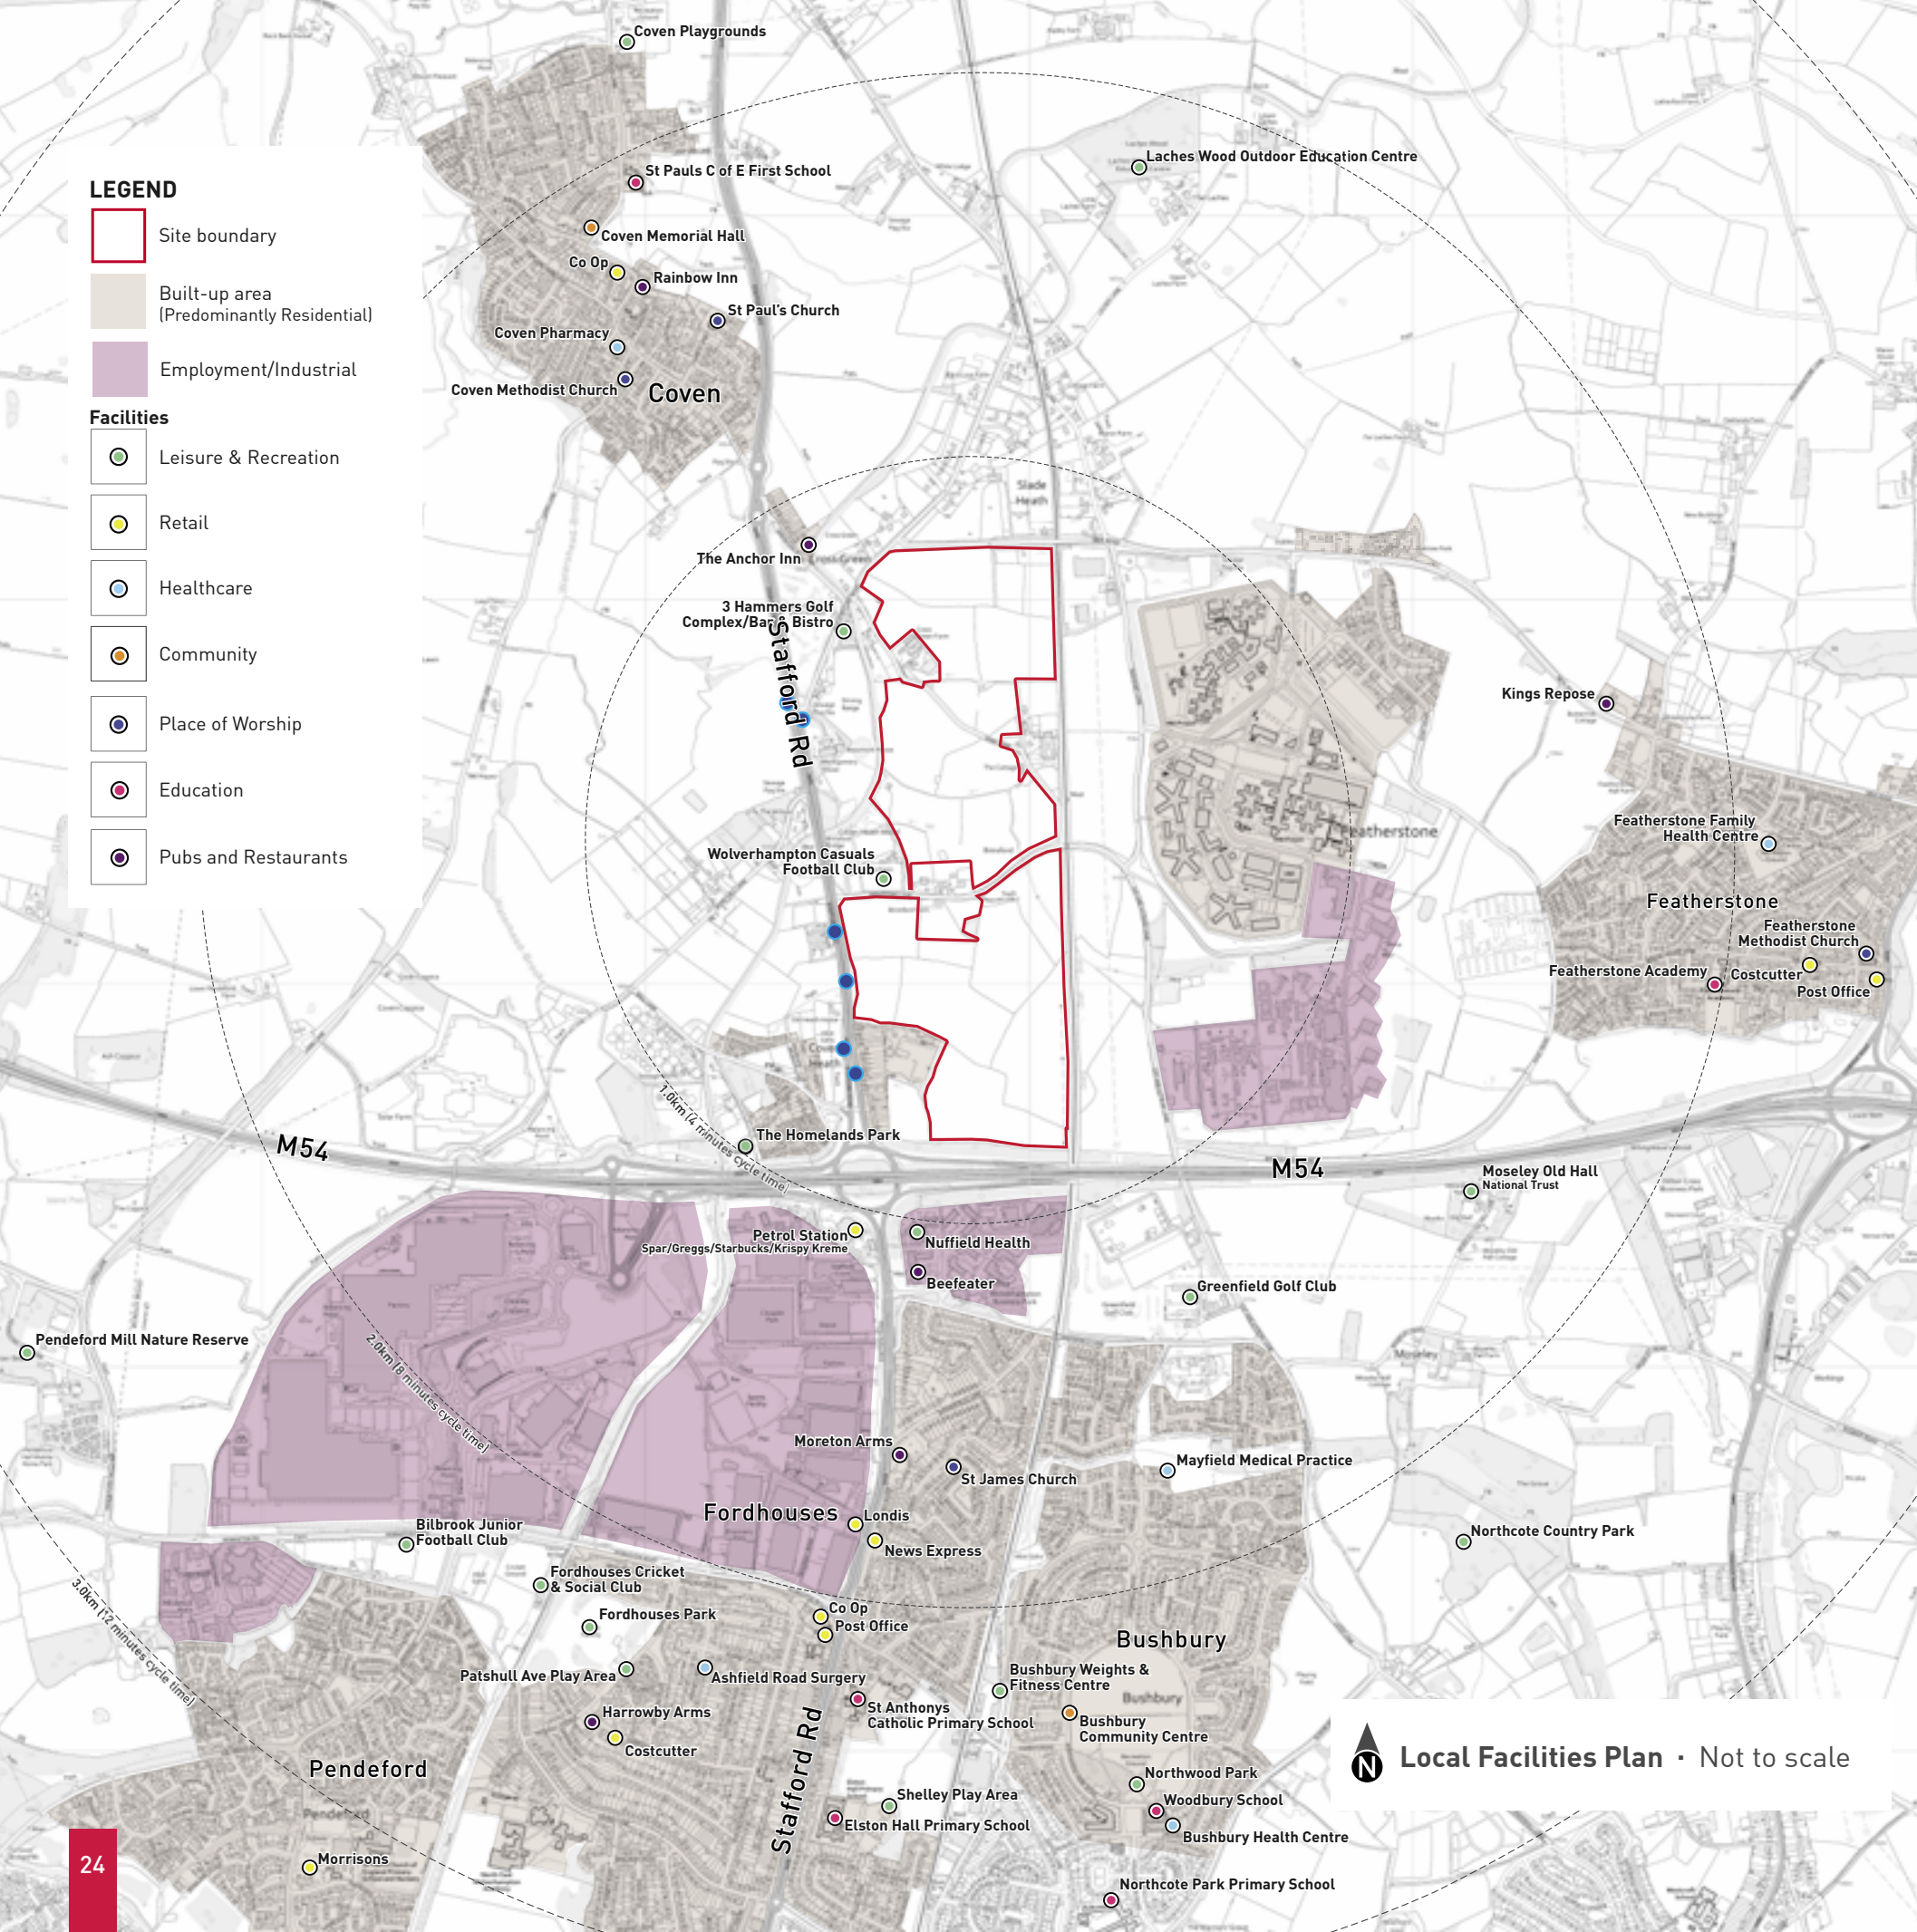 Coven Playgrounds
St Pauls C of E First School
Laches Wood Outdoor Education Centre
LEGEND
Site boundary
Built-up area
(Predominantly Residential)
Employment/Industrial
Facilities
Leisure & Recreation
Retail
Healthcare
Community
Place of Worship
Education
Pubs and Restaurants
Coven Memorial Hall
Co Op
Rainbow Inn
St Paul's Church
Coven Pharmacy
Coven Methodist Church
Coven
Slade
Heath
The Anchor Inn
3 Hammers Golf
Complex/Bar & Bistro
Stafford Rd
Kings Repose
Wolverhampton Casuals
Football Club
Featherstone
Featherstone Family
Health Centre
Featherstone
Featherstone
Methodist Church
Featherstone Academy
Costcutter
Post Office
1.0km (4 minutes cycle time)
The Homelands Park
M54
M54
Moseley Old Hall
National Trust
Petrol Station
Spar/Greggs/Starbucks/Krispy Kreme
Nuffield Health
Beefeater
Greenfield Golf Club
Pendeford Mill Nature Reserve
2.0km (8 minutes cycle time)
Moseley
Moreton Arms
St James Church
Mayfield Medical Practice
Fordhouses
Londis
News Express
Bilbrook Junior
Football Club
Northcote Country Park
Fordhouses Cricket
& Social Club
3.0km (12 minutes cycle time)
Fordhouses Park
Co Op
Post Office
Bushbury
Patshull Ave Play Area
Ashfield Road Surgery
Bushbury Weights &
Fitness Centre
Bushbury
St Anthonys
Catholic Primary School
Harrowby Arms
Costcutter
Bushbury
Community Centre
Stafford Rd
Pendeford
Pendeford
Northwood Park
Woodbury School
Shelley Play Area
Elston Hall Primary School
Bushbury Health Centre
Morrisons
Northcote Park Primary School
N
Local Facilities Plan · Not to scale
24